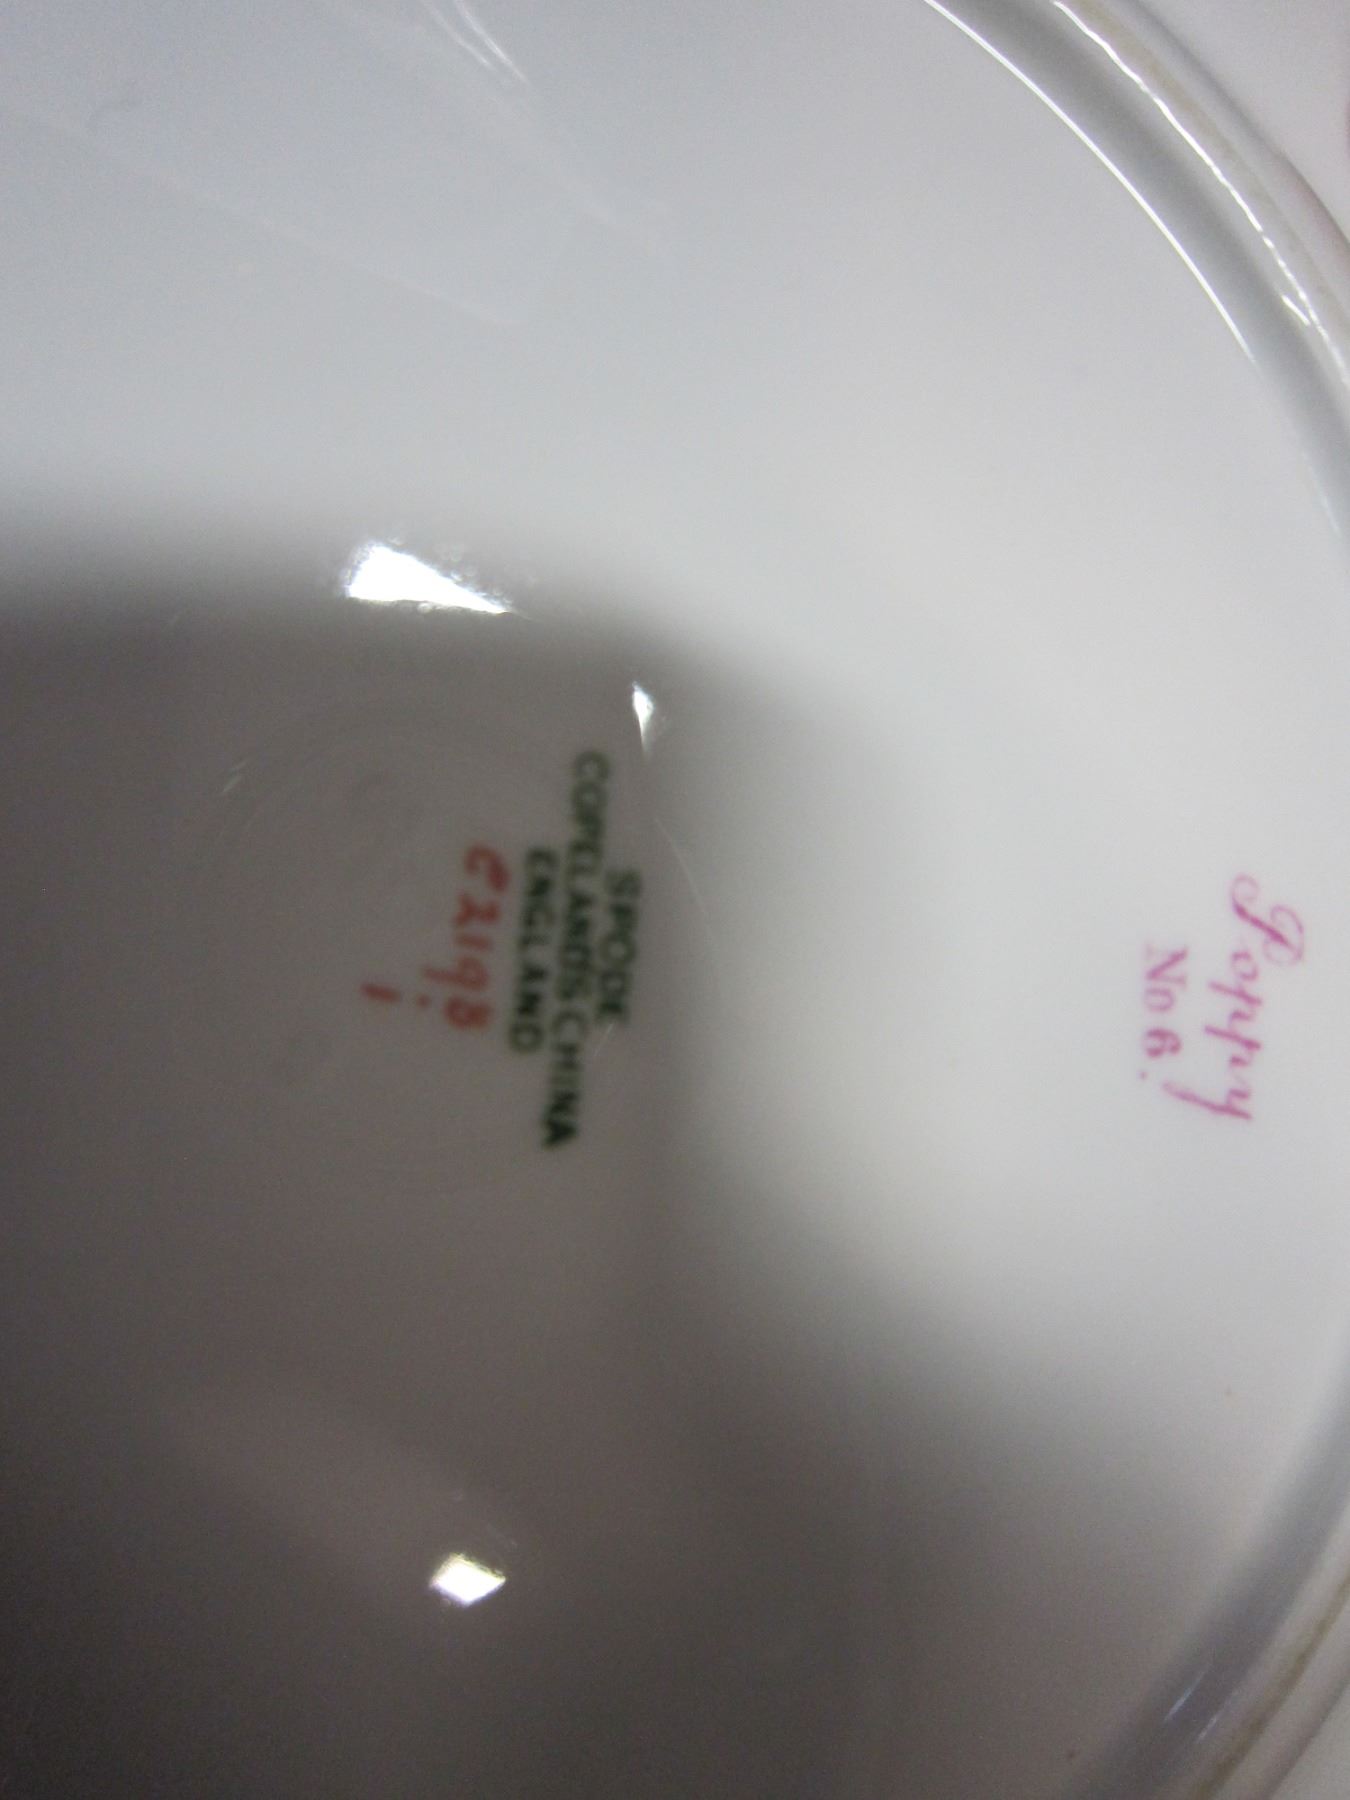 Poppy
No 6.
SPODE
COPELANDS CHINA
ENGLAND
C2198